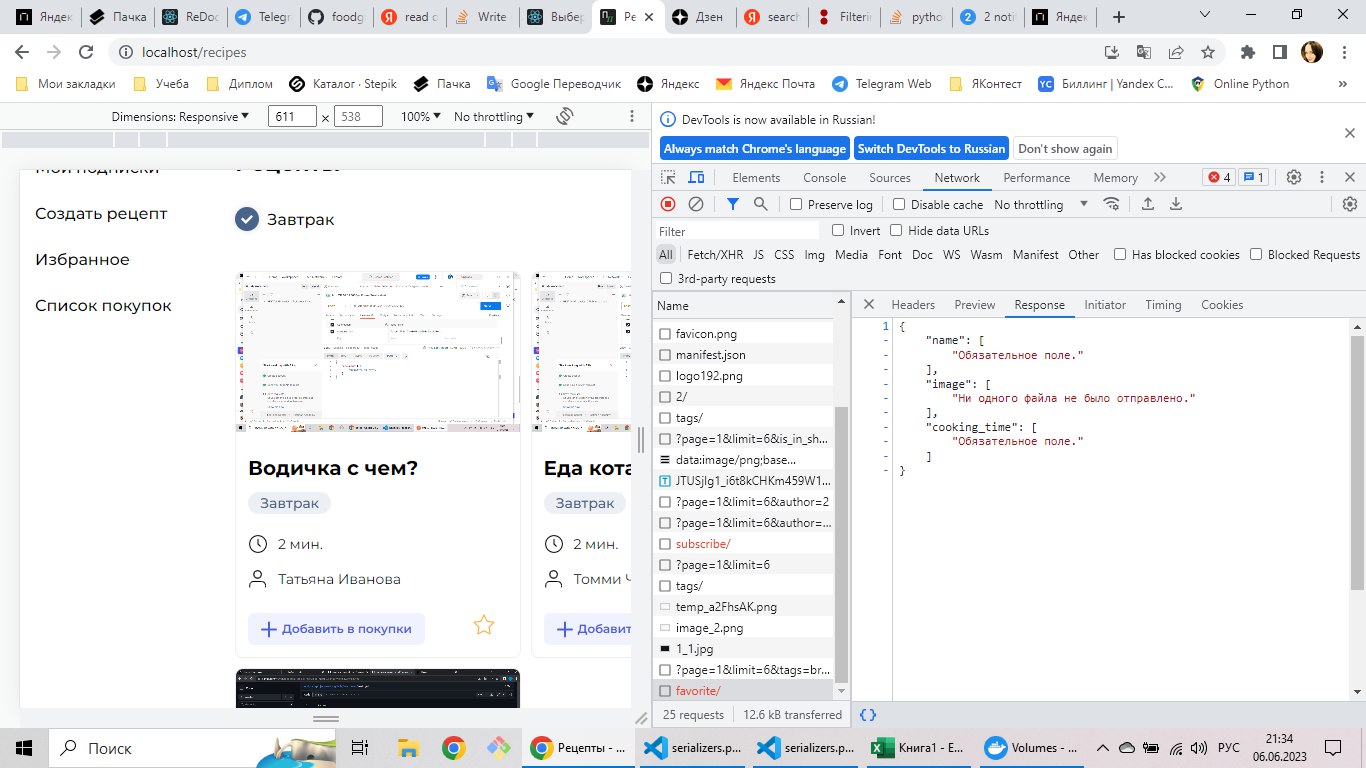 Яндек
Пачка
ReDoc
Telegr
foodg
read c
Write
Выбер
Ре
Дзен
search
Filterin
pytho
2 noti
Яндек
localhost/recipes
Мои закладки
Учеба
Диплом
Каталог · Stepik
Пачка
Google Переводчик
Яндекс
Яндекс Почта
Telegram Web
ЯКонтест
Биллинг | Yandex C...
Online Python
Dimensions: Responsive
611 x 538
100%
No throttling
DevTools is now available in Russian!
Always match Chrome's language
Switch DevTools to Russian
Don't show again
Elements
Console
Sources
Network
Performance
Memory
4
1
Preserve log
Disable cache
No throttling
Filter
Invert
Hide data URLs
All
Fetch/XHR
JS
CSS
Img
Media
Font
Doc
WS
Wasm
Manifest
Other
Has blocked cookies
Blocked Requests
3rd-party requests
Мои подписки
Рецепты
Создать рецепт
Избранное
Список покупок
Завтрак
Водичка с чем?
Завтрак
2 мин.
Татьяна Иванова
Добавить в покупки
Еда кота
Завтрак
2 мин.
Томми Ч
Добавит
Name
favicon.png
manifest.json
logo192.png
2/
tags/
?page=1&limit=6&is_in_sh...
data:image/png;base...
JTUSjIg1_i6t8kCHKm459W1...
?page=1&limit=6&author=2
?page=1&limit=6&author=...
subscribe/
?page=1&limit=6
tags/
temp_a2FhsAK.png
image_2.png
1_1.jpg
?page=1&limit=6&tags=br...
favorite/
25 requests
12.6 kB transferred
Headers
Preview
Response
Initiator
Timing
Cookies
1 {
- "name": [
- "Обязательное поле."
- ],
- "image": [
- "Ни одного файла не было отправлено."
- ],
- "cooking_time": [
- "Обязательное поле."
- ]
- }
{}
Поиск
Рецепты - ...
serializers.p...
serializers.p...
Книга1 - E...
Volumes - ...
РУС
21:34
06.06.2023